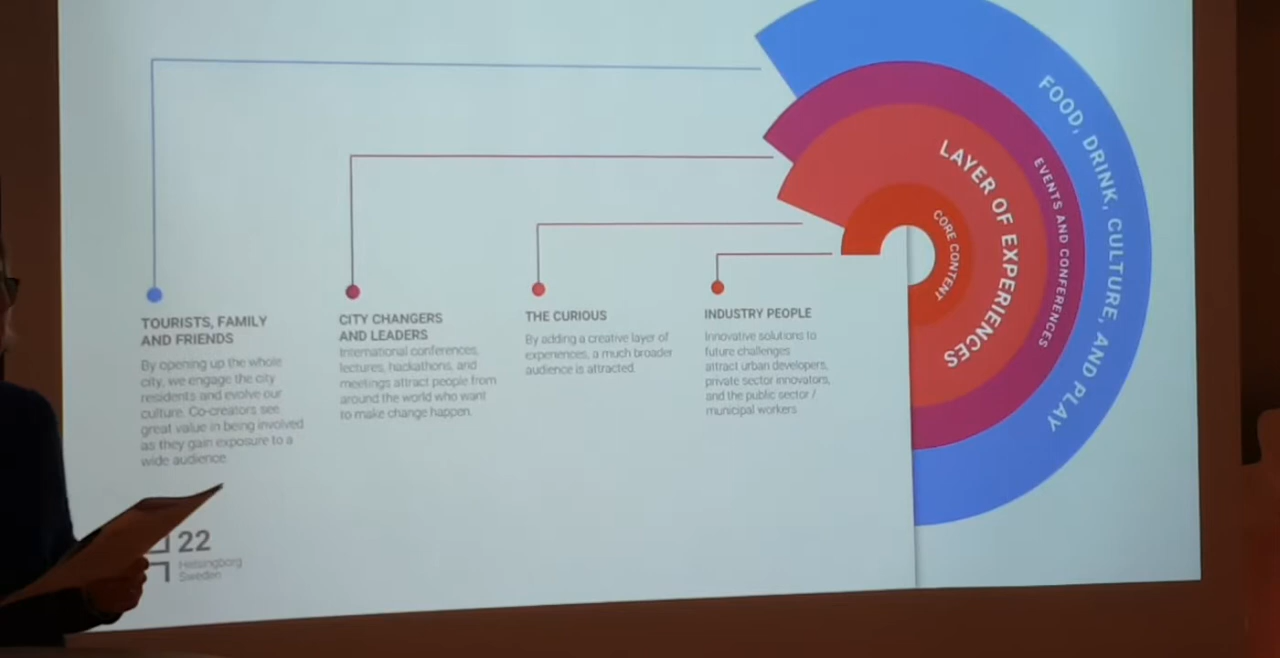 FOOD, DRINK, CULTURE, AND PLAY
EVENTS AND CONFERENCES
LAYER OF EXPERIENCES
CORE CONTENT
TOURISTS, FAMILY
AND FRIENDS
By opening up the whole
city, we engage the city
residents and evolve our
culture. Co-creators see
great value in being involved
as they gain exposure to a
wide audience.
CITY CHANGERS
AND LEADERS
International conferences,
lectures, hackathons, and
meetings attract people from
around the world who want
to make change happen.
THE CURIOUS
By adding a creative layer of
experiences, a much broader
audience is attracted.
INDUSTRY PEOPLE
Innovative solutions to
future challenges
attract urban developers,
private sector innovators,
and the public sector /
municipal workers
22
Helsingborg
Sweden